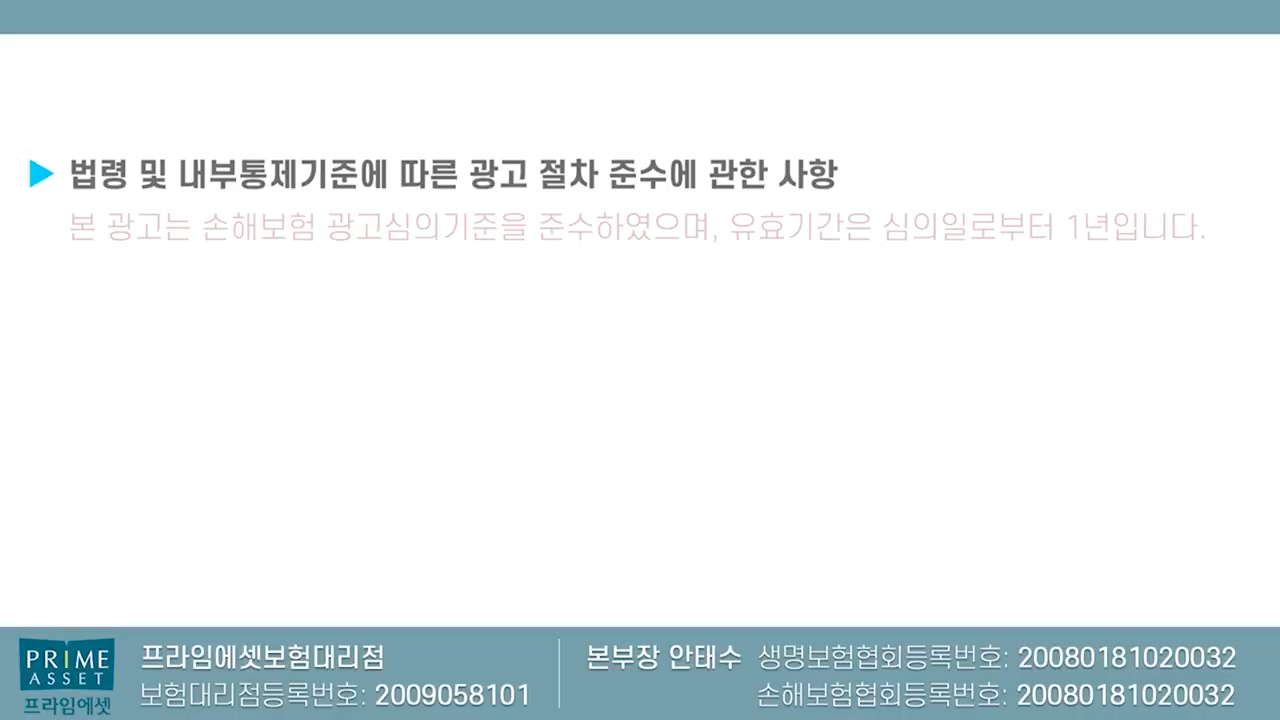 ▶ 법령 및 내부통제기준에 따른 광고 절차 준수에 관한 사항
본 광고는 손해보험 광고심의기준을 준수하였으며, 유효기간은 심의일로부터 1년입니다.
PRIME
ASSET
프라임에셋
프라임에셋보험대리점
보험대리점등록번호: 2009058101
본부장 안태수 생명보험협회등록번호: 20080181020032
손해보험협회등록번호: 20080181020032